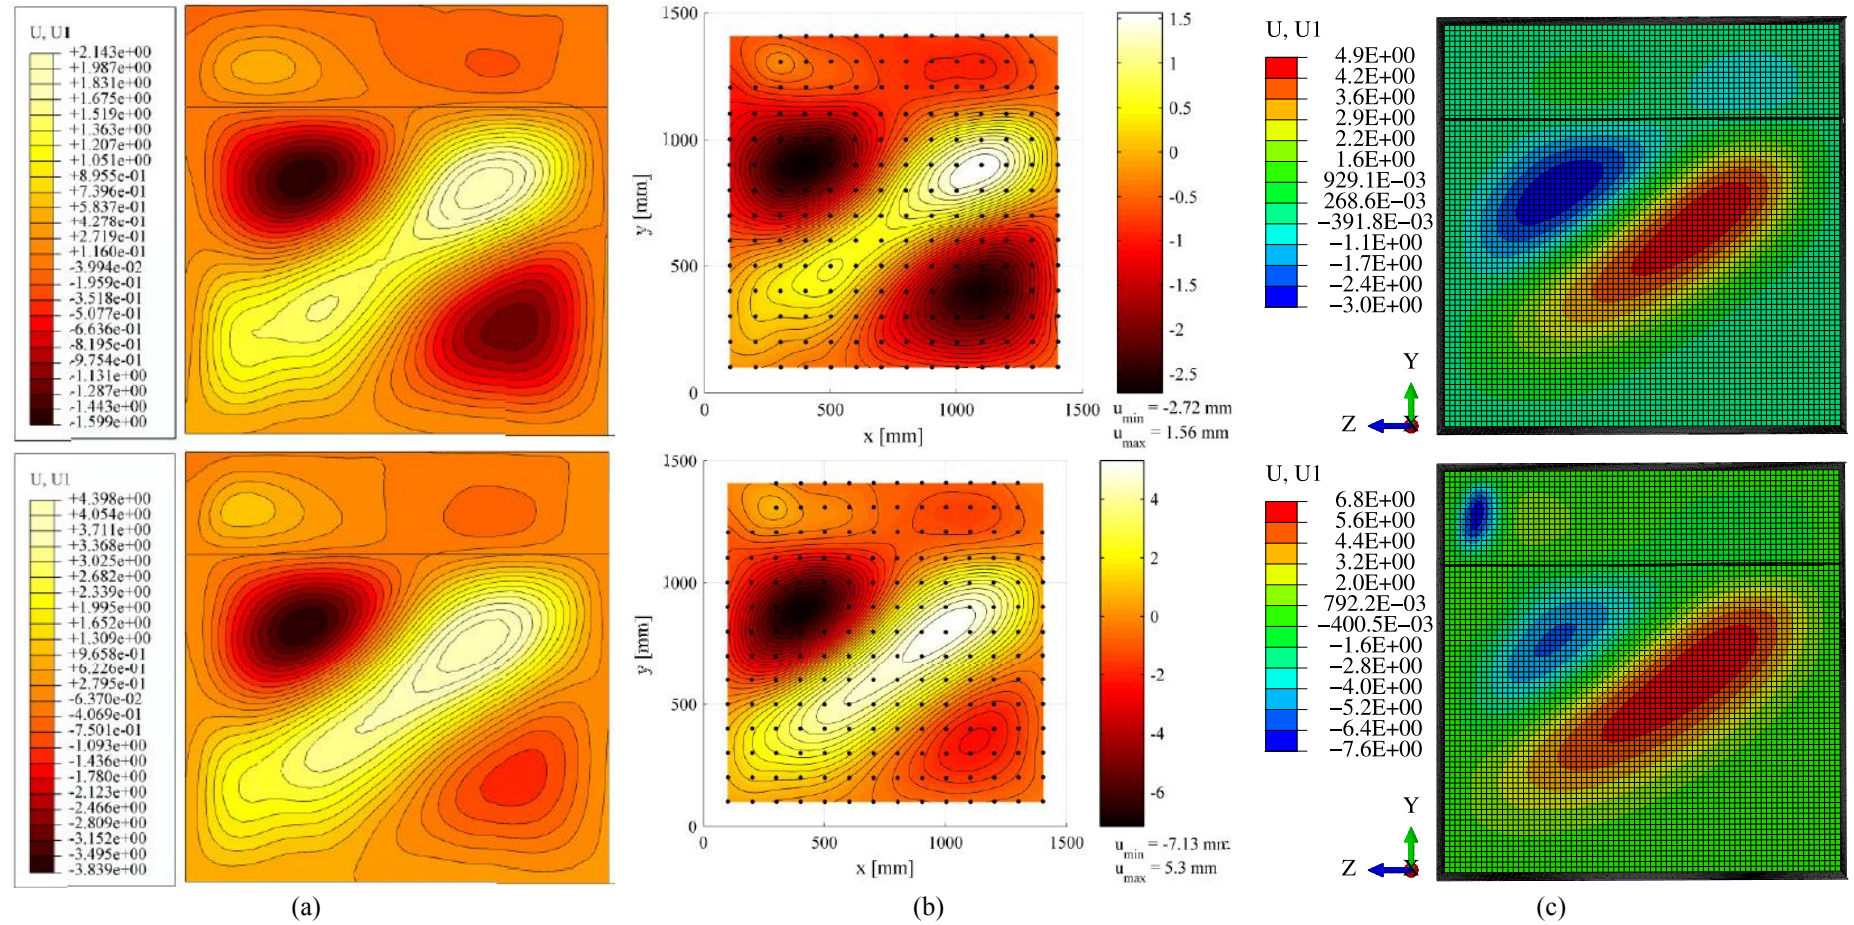 U, U1
+2.143e+00
+1.987e+00
+1.831e+00
+1.675e+00
+1.519e+00
+1.363e+00
+1.207e+00
+1.051e+00
+8.955e-01
+7.396e-01
+5.837e-01
+4.278e-01
+2.719e-01
+1.160e-01
-3.994e-02
-1.959e-01
-3.518e-01
-5.077e-01
-6.636e-01
-8.195e-01
-9.754e-01
-1.131e+00
-1.287e+00
-1.443e+00
-1.599e+00
1500
1000
500
0
y [mm]
0
500
1000
1500
x [mm]
1.5
1
0.5
0
-0.5
-1
-1.5
-2
-2.5
u min = -2.72 mm
u max = 1.56 mm
U, U1
4.9E+00
4.2E+00
3.6E+00
2.9E+00
2.2E+00
1.6E+00
929.1E−03
268.6E−03
−391.8E−03
−1.1E+00
−1.7E+00
−2.4E+00
−3.0E+00
Y
Z
X
U, U1
+4.398e+00
+4.054e+00
+3.711e+00
+3.368e+00
+3.025e+00
+2.682e+00
+2.339e+00
+1.995e+00
+1.652e+00
+1.309e+00
+9.658e-01
+6.226e-01
+2.795e-01
-6.370e-02
-4.069e-01
-7.501e-01
-1.093e+00
-1.436e+00
-1.780e+00
-2.123e+00
-2.466e+00
-2.809e+00
-3.152e+00
-3.495e+00
-3.839e+00
1500
1000
500
0
y [mm]
0
500
1000
1500
x [mm]
4
2
0
-2
-4
-6
u min = -7.13 mm
u max = 5.3 mm
U, U1
6.8E+00
5.6E+00
4.4E+00
3.2E+00
2.0E+00
792.2E−03
−400.5E−03
−1.6E+00
−2.8E+00
−4.0E+00
−5.2E+00
−6.4E+00
−7.6E+00
Y
Z
X
(a)
(b)
(c)